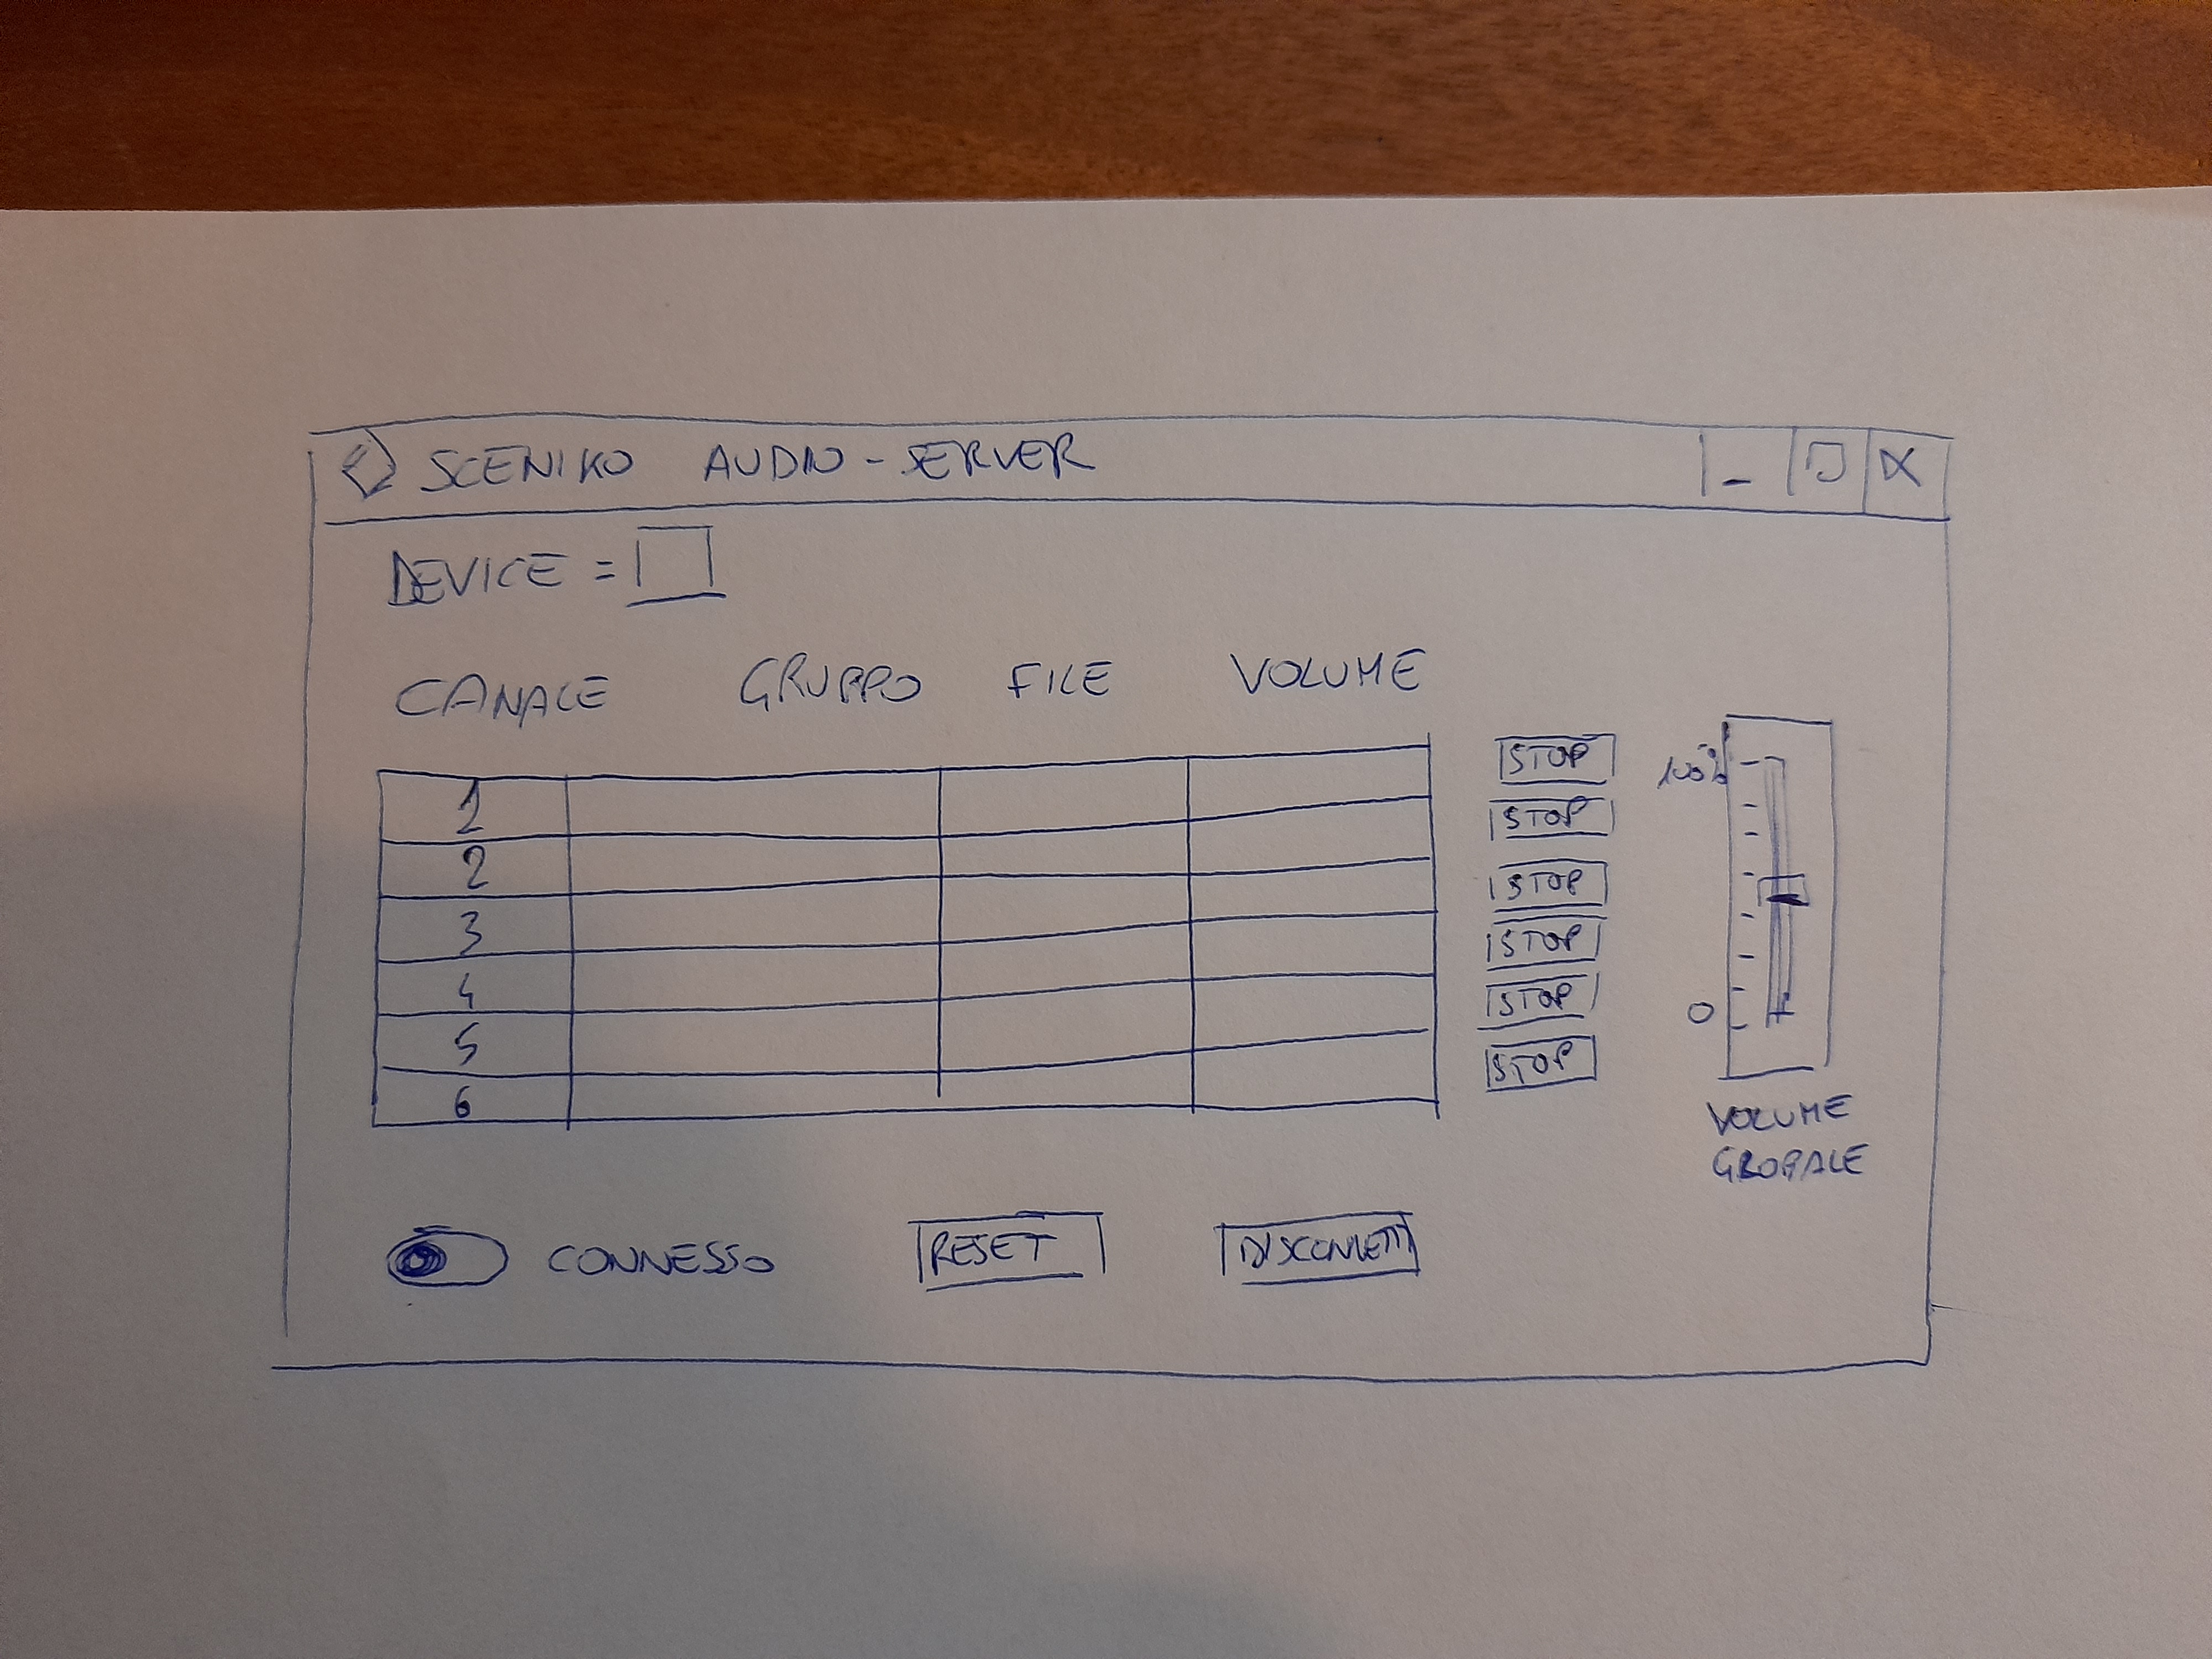 SCENIKO AUDIO-SERVER _ X
DEVICE =
CANALE GRUPPO FILE VOLUME
1
2
3
4
5
6
STOP
STOP
STOP
STOP
STOP
STOP
100%
0
VOLUME
GLOBALE
CONNESSO RESET